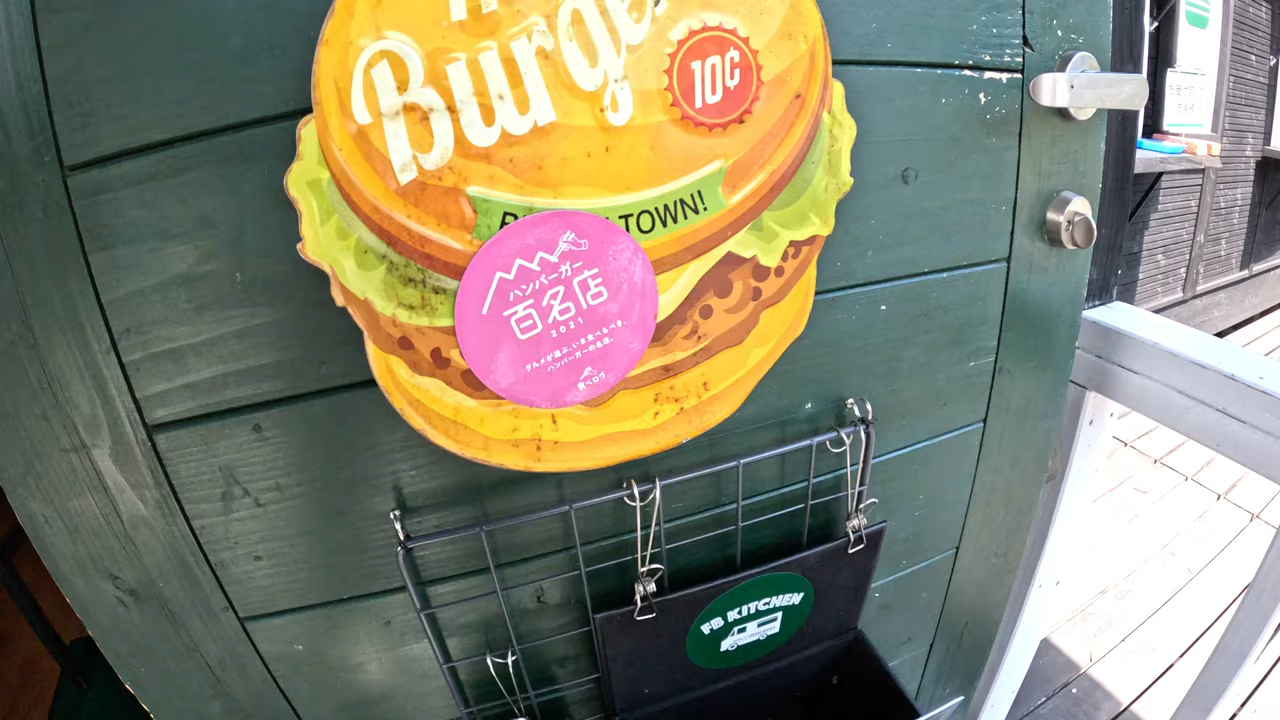 Burge
10¢
TOWN!
ハンバーガー
百名店
2021
グルメが選ぶ、いま食べるべき、
ハンバーガーの名店。
食べログ
FB KITCHEN